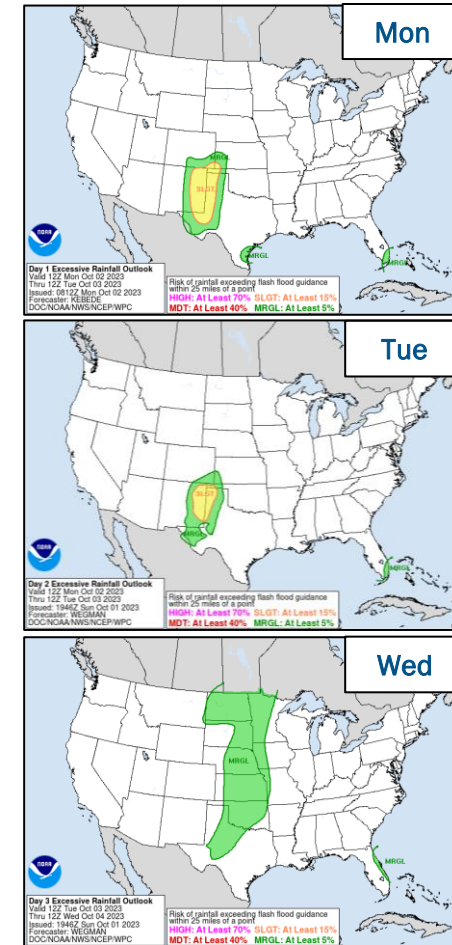 Mon
MRGL
SLGT
MRGL
MRGL
NOAA
Day 1 Excessive Rainfall Outlook
Valid 12Z Mon Oct 02 2023
Thru 12Z Tue Oct 03 2023
Issued: 0812Z Mon Oct 02 2023
Forecaster: KEBEDE
DOC/NOAA/NWS/NCEP/WPC
Risk of rainfall exceeding flash flood guidance
within 25 miles of a point
HIGH: At Least 70% SLGT: At Least 15%
MDT: At Least 40% MRGL: At Least 5%
Tue
SLGT
MRGL
MRGL
NOAA
Day 2 Excessive Rainfall Outlook
Valid 12Z Mon Oct 02 2023
Thru 12Z Tue Oct 03 2023
Issued: 1946Z Sun Oct 01 2023
Forecaster: WEGMAN
DOC/NOAA/NWS/NCEP/WPC
Risk of rainfall exceeding flash flood guidance
within 25 miles of a point
HIGH: At Least 70% SLGT: At Least 15%
MDT: At Least 40% MRGL: At Least 5%
Wed
MRGL
MRGL
NOAA
Day 3 Excessive Rainfall Outlook
Valid 12Z Tue Oct 03 2023
Thru 12Z Wed Oct 04 2023
Issued: 1946Z Sun Oct 01 2023
Forecaster: WEGMAN
DOC/NOAA/NWS/NCEP/WPC
Risk of rainfall exceeding flash flood guidance
within 25 miles of a point
HIGH: At Least 70% SLGT: At Least 15%
MDT: At Least 40% MRGL: At Least 5%